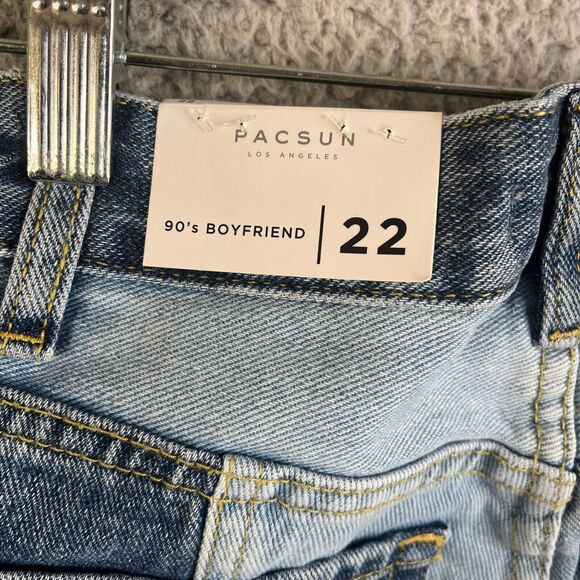 PACSUN
LOS ANGELES
90's BOYFRIEND | 22